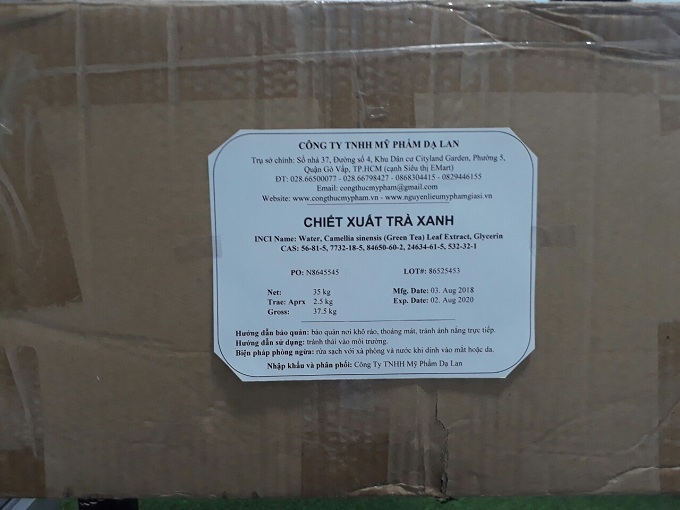 CÔNG TY TNHH MỸ PHẨM DẠ LAN
Trụ sở chính: Số nhà 37, Đường số 4, Khu Dân cư Cityland Garden, Phường 5,
Quận Gò Vấp, TP.HCM (cạnh Siêu thị EMart)
ĐT: 028.66500077 - 028.66798427 - 0868304415 - 0829446155
Email: congthucmypham@gmail.com
Website: www.congthucmypham.vn - www.nguyenlieumyphamgiasi.vn
CHIẾT XUẤT TRÀ XANH
INCI Name: Water, Camellia sinensis (Green Tea) Leaf Extract, Glycerin
CAS: 56-81-5, 7732-18-5, 84650-60-2, 24634-61-5, 532-32-1
PO: N8645545 LOT#: 86525453
Net: 35 kg Mfg. Date: 03. Aug 2018
Trae: Aprx 2.5 kg Exp. Date: 02. Aug 2020
Gross: 37.5 kg
Hướng dẫn bảo quản: bảo quản nơi khô ráo, thoáng mát, tránh ánh nắng trực tiếp.
Hướng dẫn sử dụng: tránh thải vào môi trường.
Biện pháp phòng ngừa: rửa sạch với xà phòng và nước khi dính vào mắt hoặc da.
Nhập khẩu và phân phối: Công Ty TNHH Mỹ Phẩm Dạ Lan